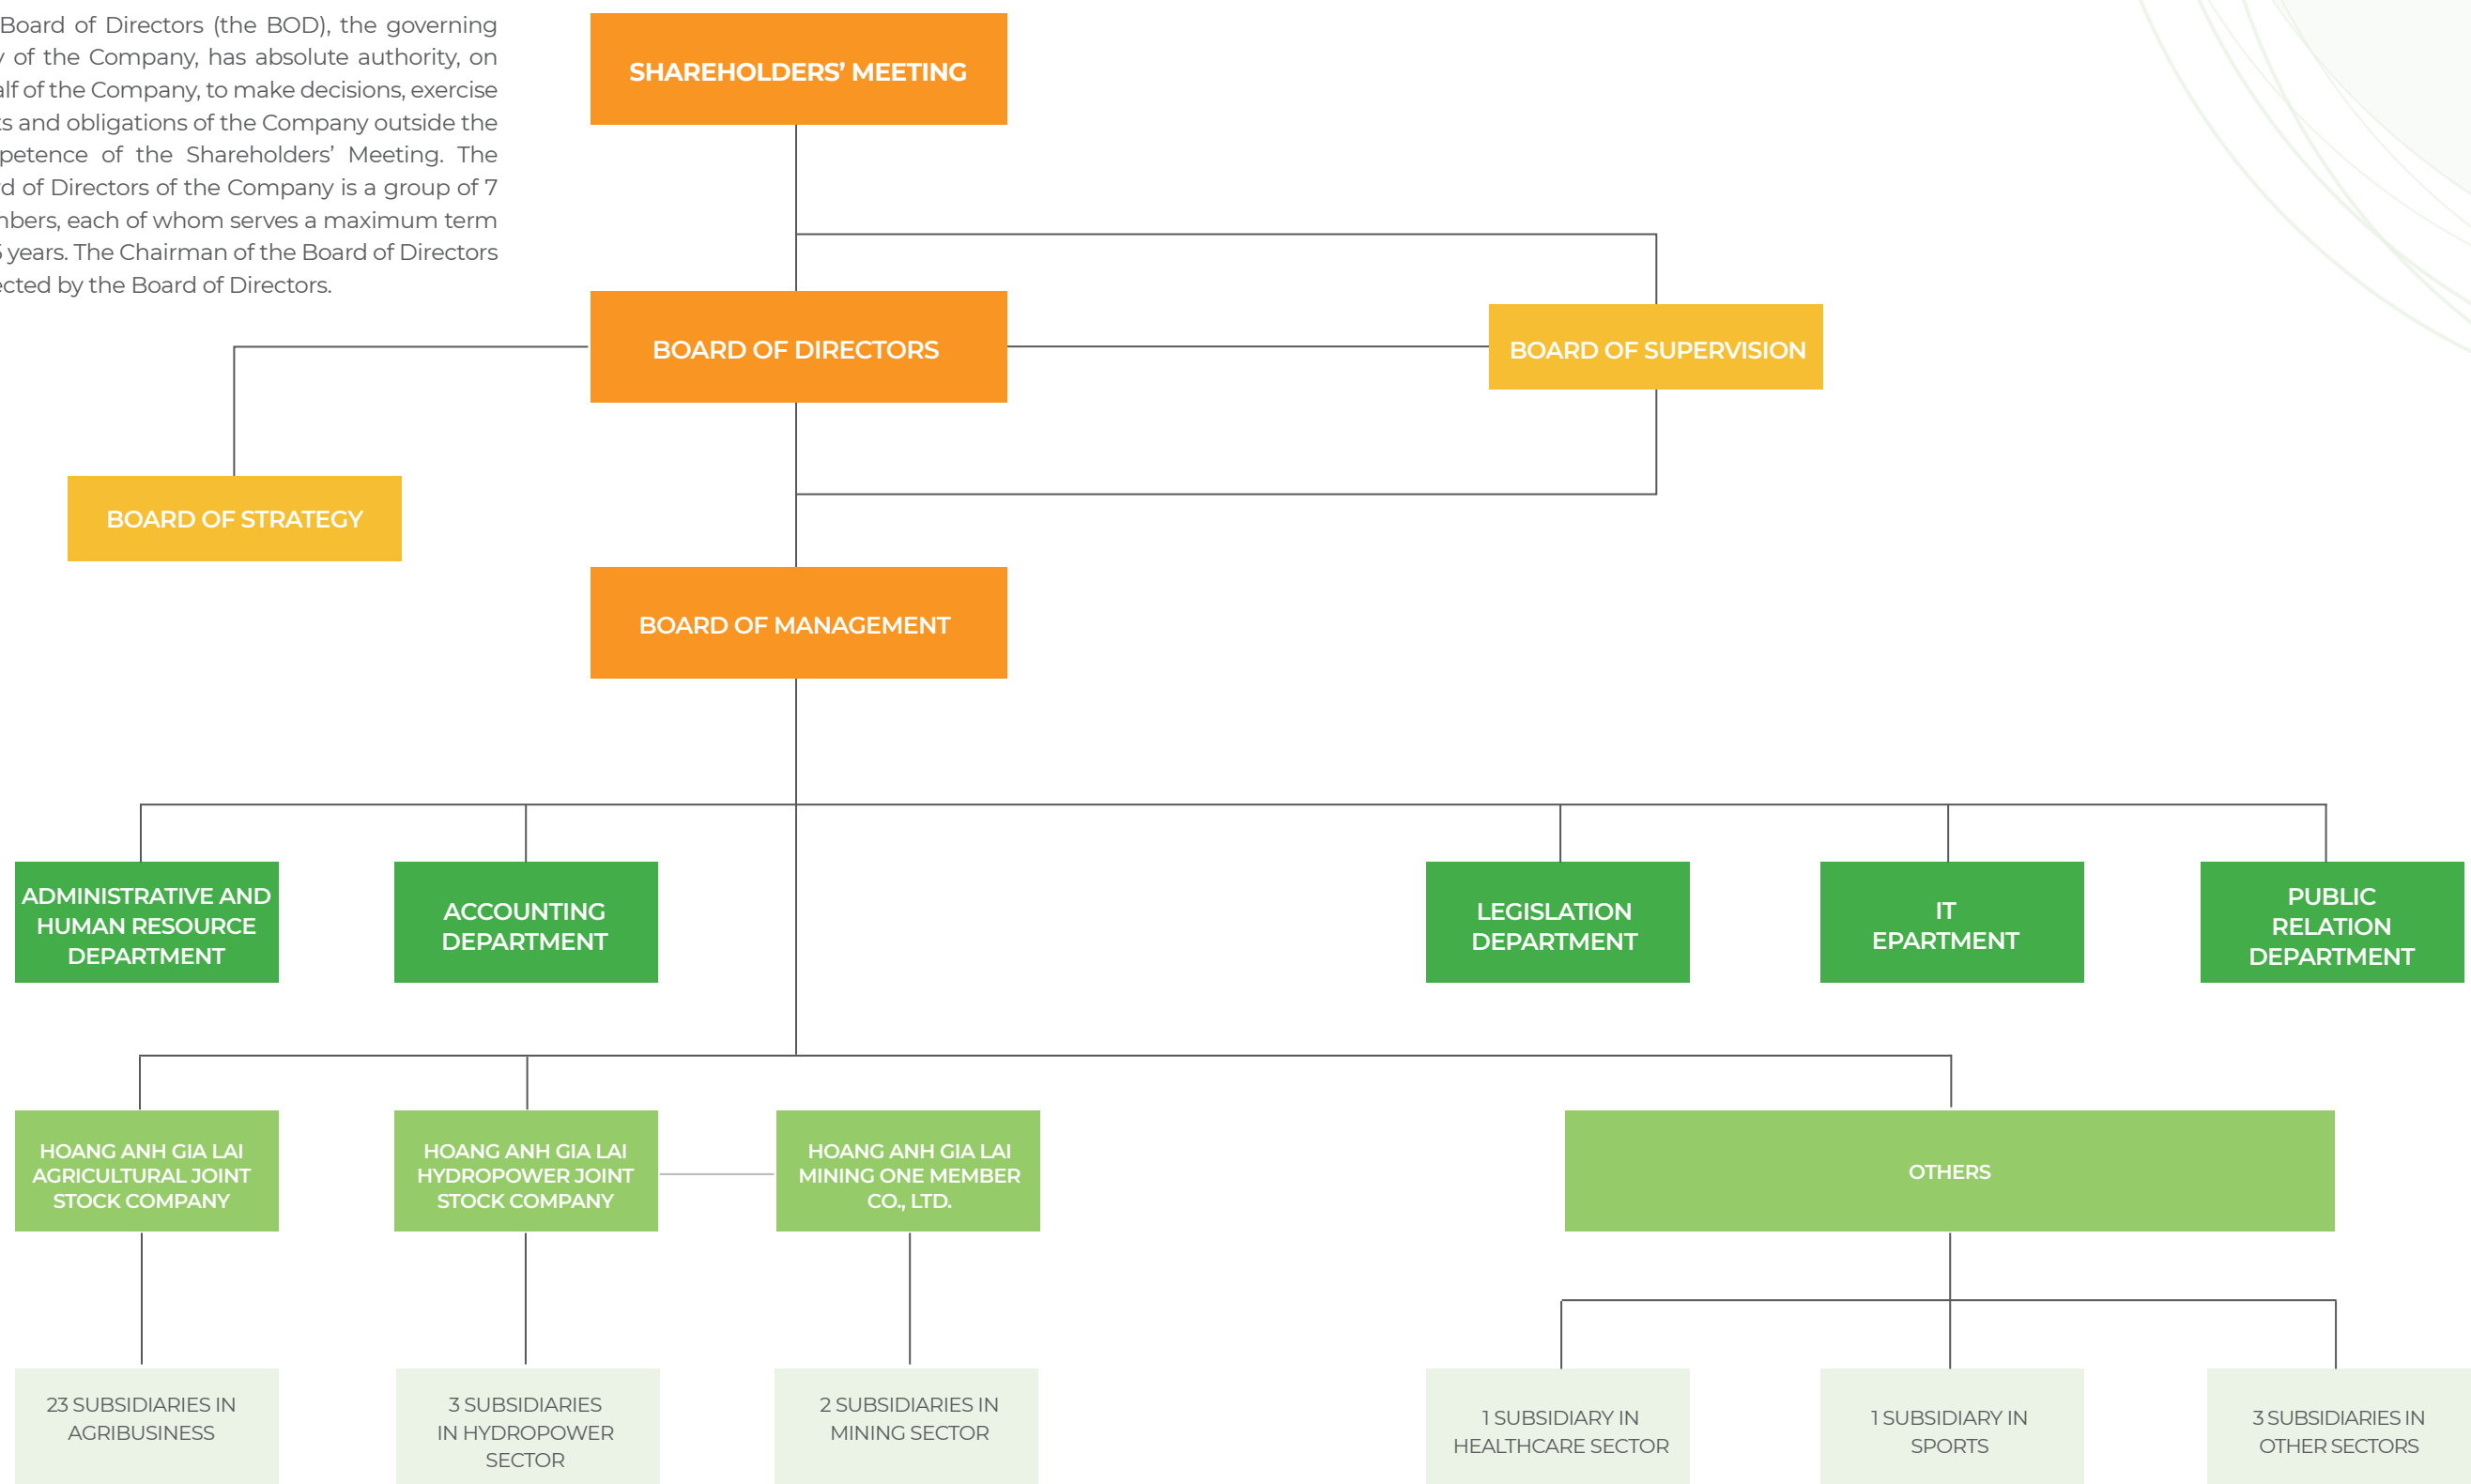 Board of Directors (the BOD), the governing
of the Company, has absolute authority, on
of the Company, to make decisions, exercise
and obligations of the Company outside the
of the Shareholders’ Meeting. The
of Directors of the Company is a group of 7
each of whom serves a maximum term
years. The Chairman of the Board of Directors
by the Board of Directors.
SHAREHOLDERS’ MEETING
BOARD OF DIRECTORS
BOARD OF SUPERVISION
BOARD OF STRATEGY
BOARD OF MANAGEMENT
ADMINISTRATIVE AND
HUMAN RESOURCE
DEPARTMENT
ACCOUNTING
DEPARTMENT
LEGISLATION
DEPARTMENT
IT
EPARTMENT
PUBLIC
RELATION
DEPARTMENT
HOANG ANH GIA LAI
AGRICULTURAL JOINT
STOCK COMPANY
HOANG ANH GIA LAI
HYDROPOWER JOINT
STOCK COMPANY
HOANG ANH GIA LAI
MINING ONE MEMBER
CO., LTD.
OTHERS
23 SUBSIDIARIES IN
AGRIBUSINESS
3 SUBSIDIARIES
IN HYDROPOWER
SECTOR
2 SUBSIDIARIES IN
MINING SECTOR
1 SUBSIDIARY IN
HEALTHCARE SECTOR
1 SUBSIDIARY IN
SPORTS
3 SUBSIDIARIES IN
OTHER SECTORS